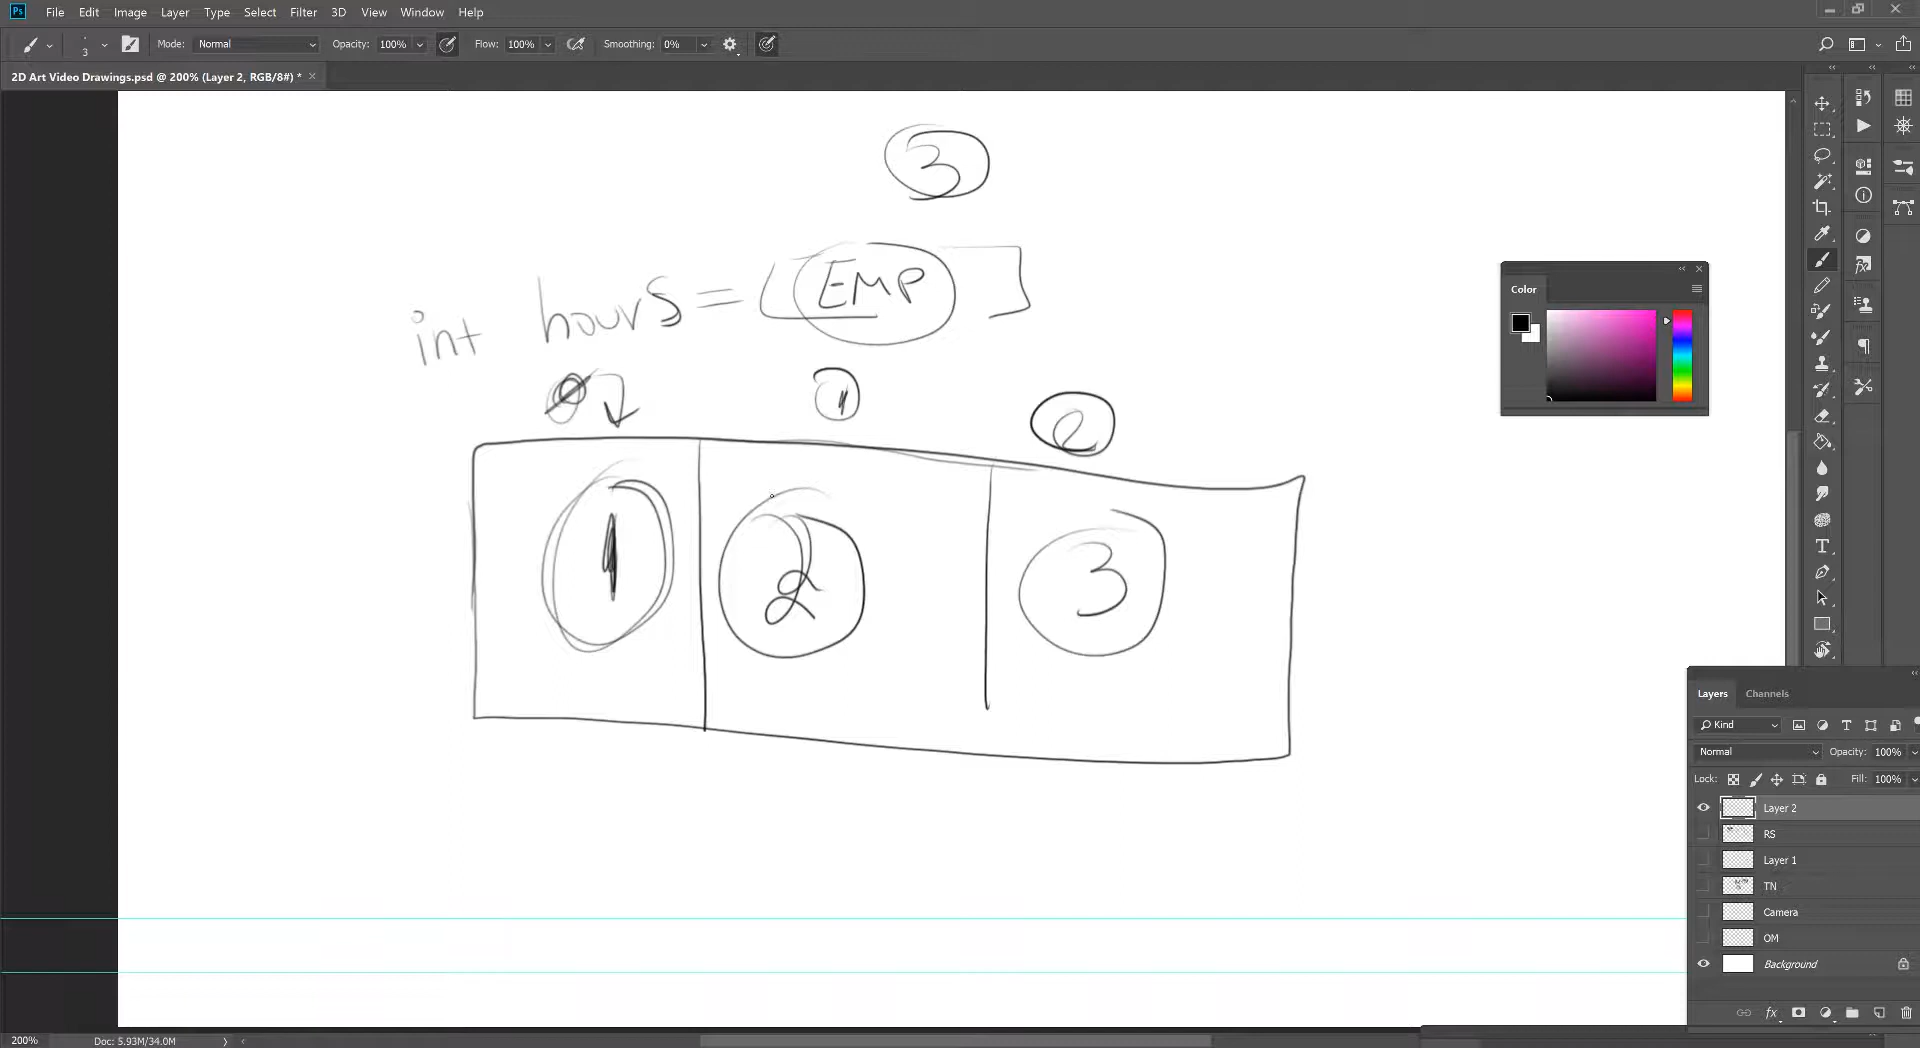 Ps File Edit Image Layer Type Select Filter 3D View Window Help
3 Mode: Normal Opacity: 100% Flow: 100% Smoothing: 0%
2D Art Video Drawings.psd @ 200% (Layer 2, RGB/8#) *
3
int hours = [ EMP ]
0 1 2
1 2 3
Color
Layers Channels
Kind
Normal Opacity: 100%
Lock: Fill: 100%
Layer 2
RS
Layer 1
TN
Camera
OM
Background
fx
200% Doc: 5.93M/34.0M